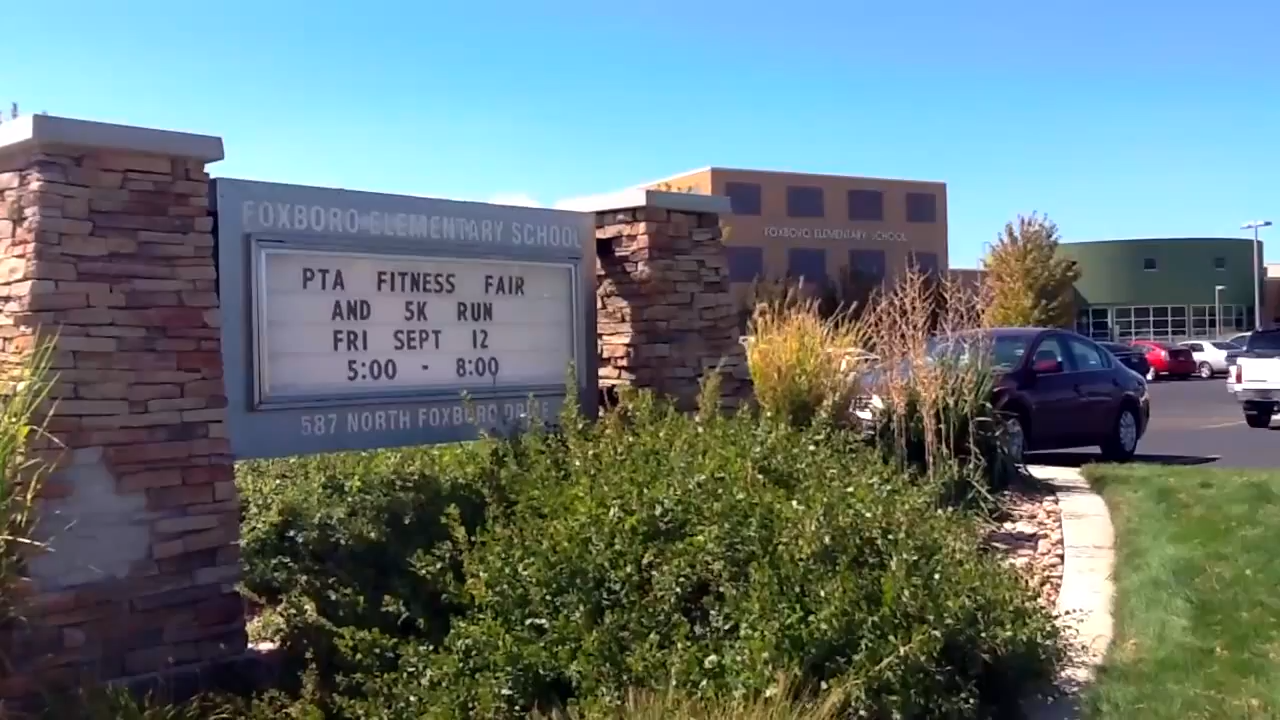 FOXBORO ELEMENTARY SCHOOL
PTA FITNESS FAIR
AND 5K RUN
FRI SEPT 12
5:00 - 8:00
587 NORTH FOXBORO DRIVE
FOXBORO ELEMENTARY SCHOOL